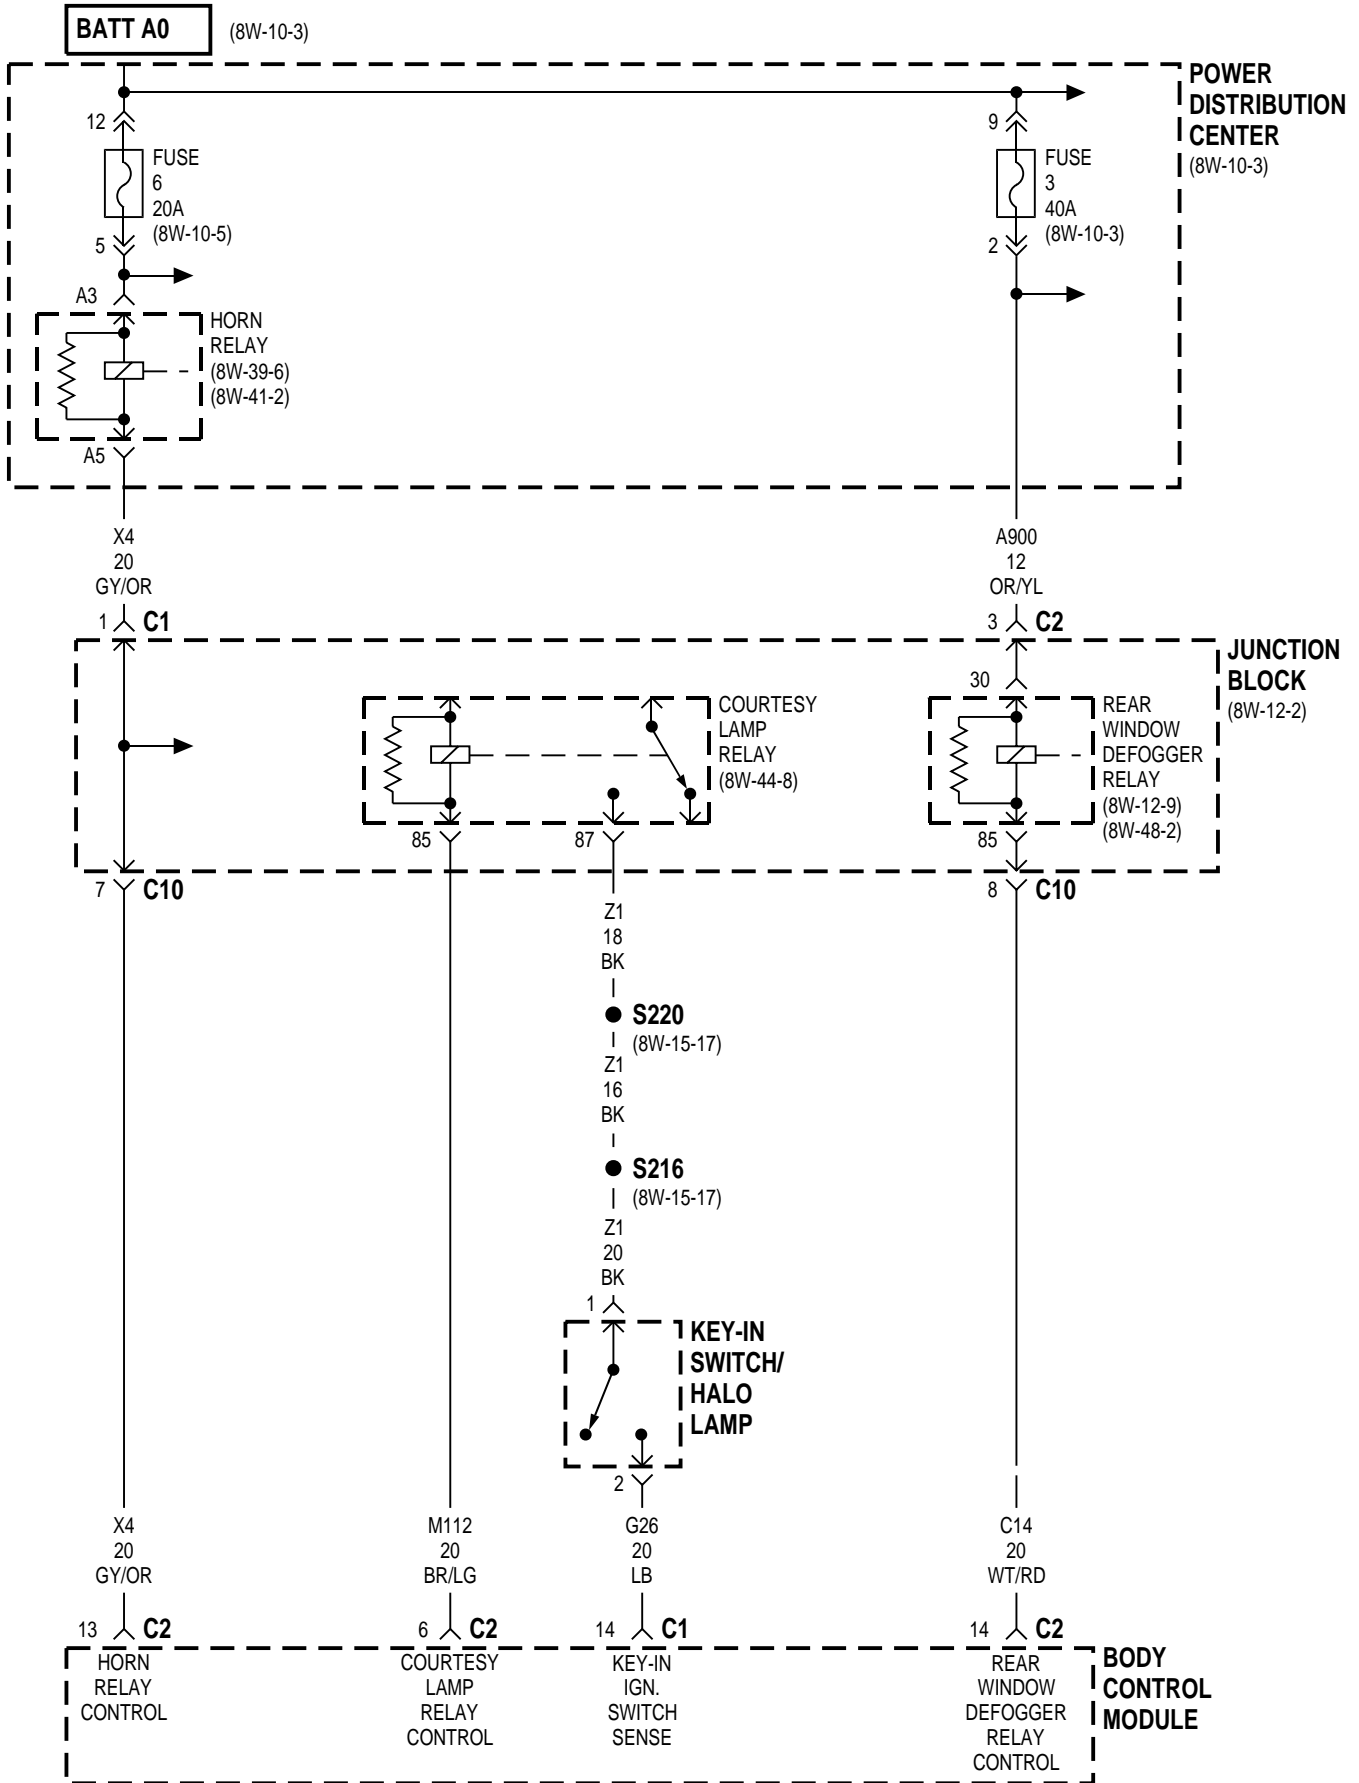 BATT A0 (8W-10-3)
POWER
DISTRIBUTION
CENTER
(8W-10-3)
12
FUSE
6
20A
(8W-10-5)
5
9
FUSE
3
40A
(8W-10-3)
2
A3
HORN
RELAY
(8W-39-6)
(8W-41-2)
A5
X4
20
GY/OR
1 C1
A900
12
OR/YL
3 C2
JUNCTION
BLOCK
(8W-12-2)
COURTESY
LAMP
RELAY
(8W-44-8)
85
87
30
REAR
WINDOW
DEFOGGER
RELAY
(8W-12-9)
(8W-48-2)
85
7 C10
8 C10
Z1
18
BK
S220
(8W-15-17)
Z1
16
BK
S216
(8W-15-17)
Z1
20
BK
1
KEY-IN
SWITCH/
HALO
LAMP
2
X4
20
GY/OR
13 C2
M112
20
BR/LG
6 C2
G26
20
LB
14 C1
C14
20
WT/RD
14 C2
HORN
RELAY
CONTROL
COURTESY
LAMP
RELAY
CONTROL
KEY-IN
IGN.
SWITCH
SENSE
REAR
WINDOW
DEFOGGER
RELAY
CONTROL
BODY
CONTROL
MODULE